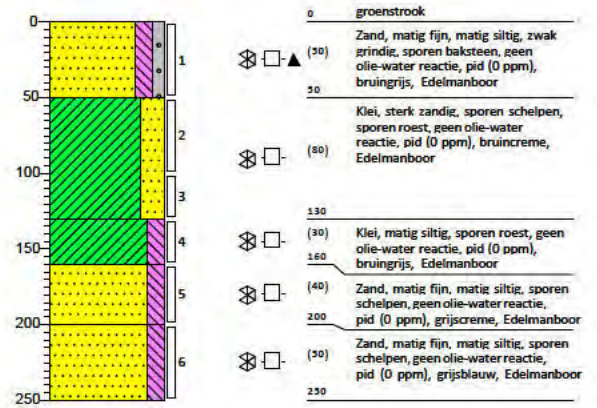 0
0 groenstrook
1
(50)
Zand, matig fijn, matig siltig, zwak
grindig, sporen baksteen, geen
olie-water reactie, pid (0 ppm),
bruingrijs, Edelmanboor
50
50
2
(80)
Klei, sterk zandig, sporen schelpen,
sporen roest, geen olie-water
reactie, pid (0 ppm), bruincreme,
Edelmanboor
100
3
130
4
150
(30)
Klei, matig siltig, sporen roest, geen
olie-water reactie, pid (0 ppm),
bruingrijs, Edelmanboor
160
5
(40)
Zand, matig fijn, matig siltig, sporen
schelpen, geen olie-water reactie,
pid (0 ppm), grijscreme, Edelmanboor
200
200
6
(50)
Zand, matig fijn, matig siltig, sporen
schelpen, geen olie-water reactie,
pid (0 ppm), grijsblauw, Edelmanboor
250
250